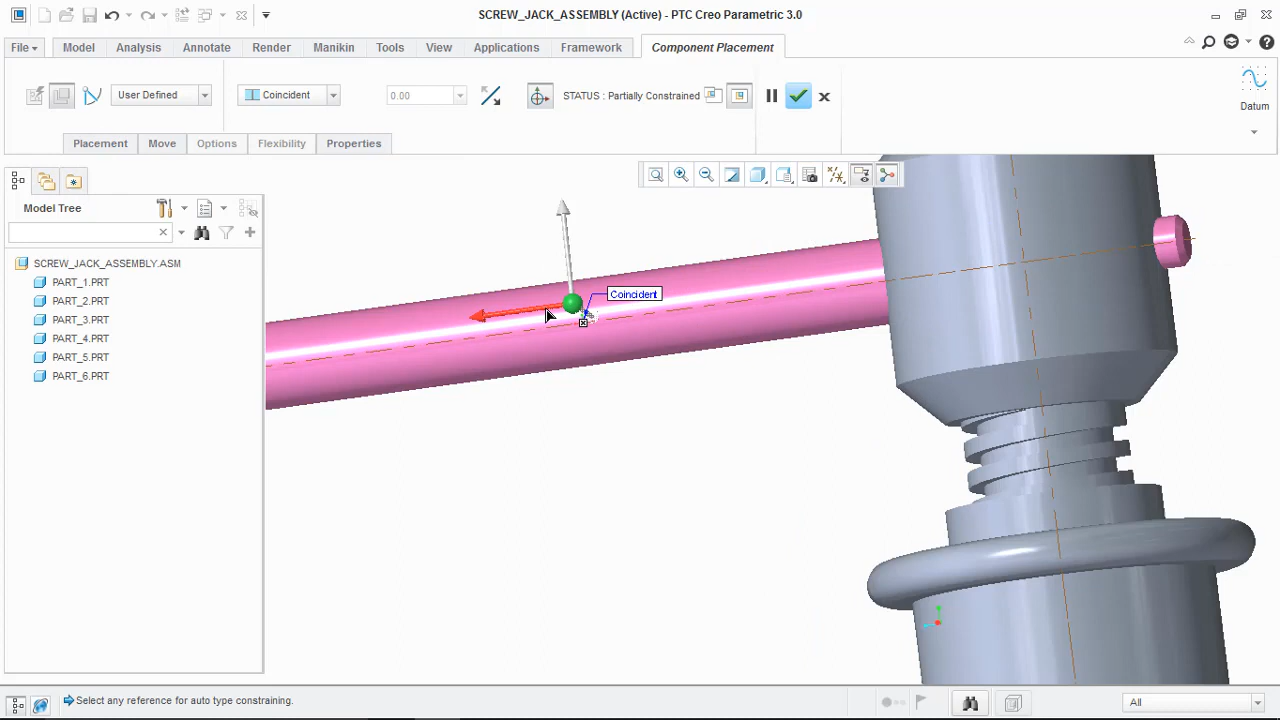 SCREW_JACK_ASSEMBLY (Active) - PTC Creo Parametric 3.0
File Model Analysis Annotate Render Manikin Tools View Applications Framework Component Placement
User Defined Coincident 0.00 STATUS : Partially Constrained Datum
Placement Move Options Flexibility Properties
Model Tree
SCREW_JACK_ASSEMBLY.ASM
PART_1.PRT
PART_2.PRT
PART_3.PRT
PART_4.PRT
PART_5.PRT
PART_6.PRT
Coincident
Select any reference for auto type constraining.
All